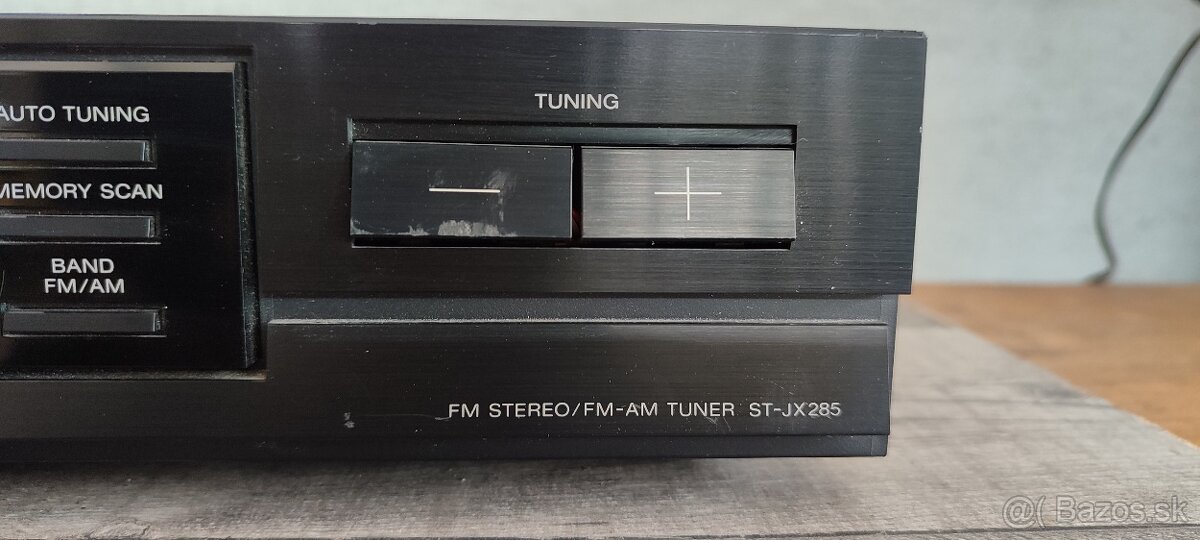 AUTO TUNING
MEMORY SCAN
BAND
FM/AM
TUNING
— +
FM STEREO/FM-AM TUNER ST-JX285
@( Bazos.sk